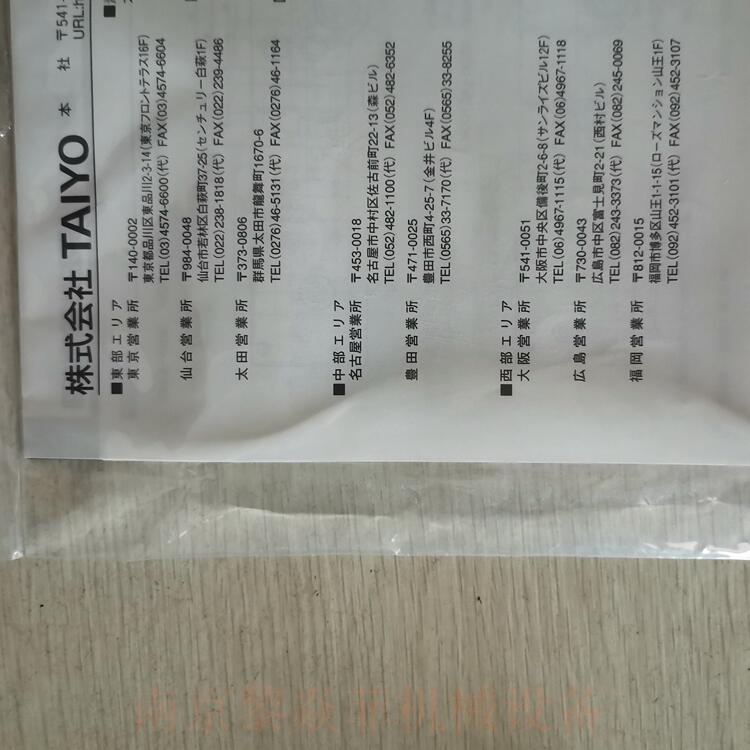 株式会社 TAIYO 本 社 〒541-
URL:h
■東部エリア
東京営業所 〒140-0002
東京都品川区東品川2-3-14(東京フロントテラス16F)
TEL(03)4574-6600(代) FAX(03)4574-6604
仙台営業所 〒984-0048
仙台市若林区白萩町37-25(センチュリー白萩1F)
TEL(022)238-1818(代) FAX(022)239-4486
太田営業所 〒373-0806
群馬県太田市龍舞町1670-6
TEL(0276)46-5131(代) FAX(0276)46-1164
■中部エリア
名古屋営業所 〒453-0018
名古屋市中村区佐古前町22-13(森ビル)
TEL(052)482-1100(代) FAX(052)482-6352
豊田営業所 〒471-0025
豊田市西町4-25-7(金井ビル4F)
TEL(0565)33-7170(代) FAX(0565)33-8255
■西部エリア
大阪営業所 〒541-0051
大阪市中央区備後町2-6-8(サンライズビル12F)
TEL(06)4967-1115(代) FAX(06)4967-1118
広島営業所 〒730-0043
広島市中区富士見町2-21(西村ビル)
TEL(082)243-3373(代) FAX(082)245-0069
福岡営業所 〒812-0015
福岡市博多区山王1-1-15(ローズマンション山王1F)
TEL(092)452-3101(代) FAX(092)452-3107
南京黎焱菲机械设备